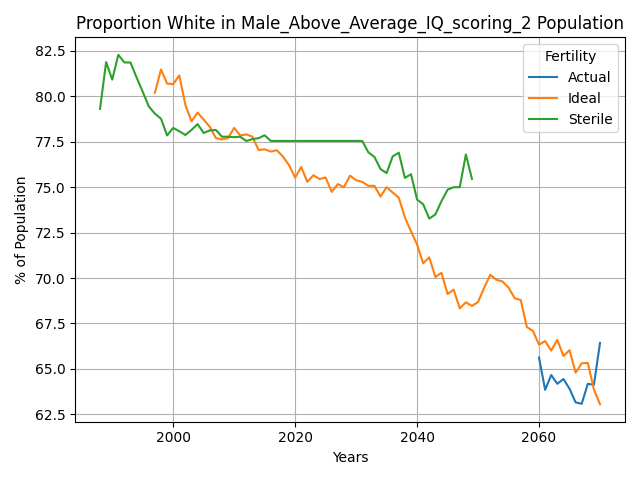 Proportion White in Male_Above_Average_IQ_scoring_2 Population
% of Population
82.5
80.0
77.5
75.0
72.5
70.0
67.5
65.0
62.5
Fertility
Actual
Ideal
Sterile
2000
2020
2040
2060
Years